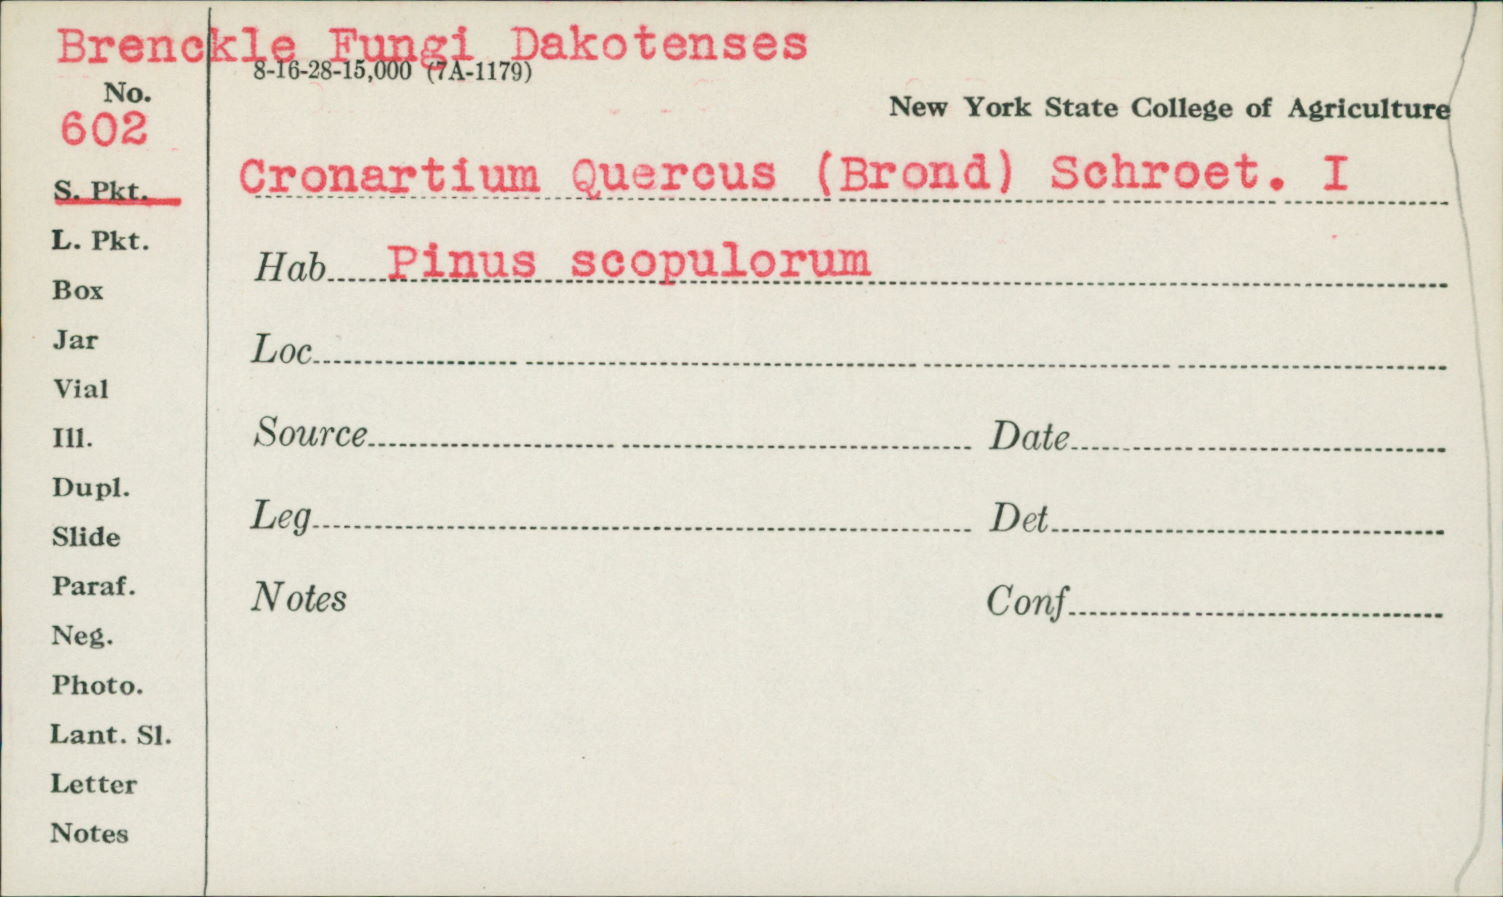 Brenckle Fungi Dakotenses
8-16-28-15,000 (7A-1179)
No.
602
New York State College of Agriculture
S. Pkt.
Cronartium Quercus (Brond) Schroet. I
L. Pkt.
Hab Pinus scopulorum
Box
Jar
Loc
Vial
Ill.
Source Date
Dupl.
Slide
Leg Det
Paraf.
Notes Conf
Neg.
Photo.
Lant. Sl.
Letter
Notes